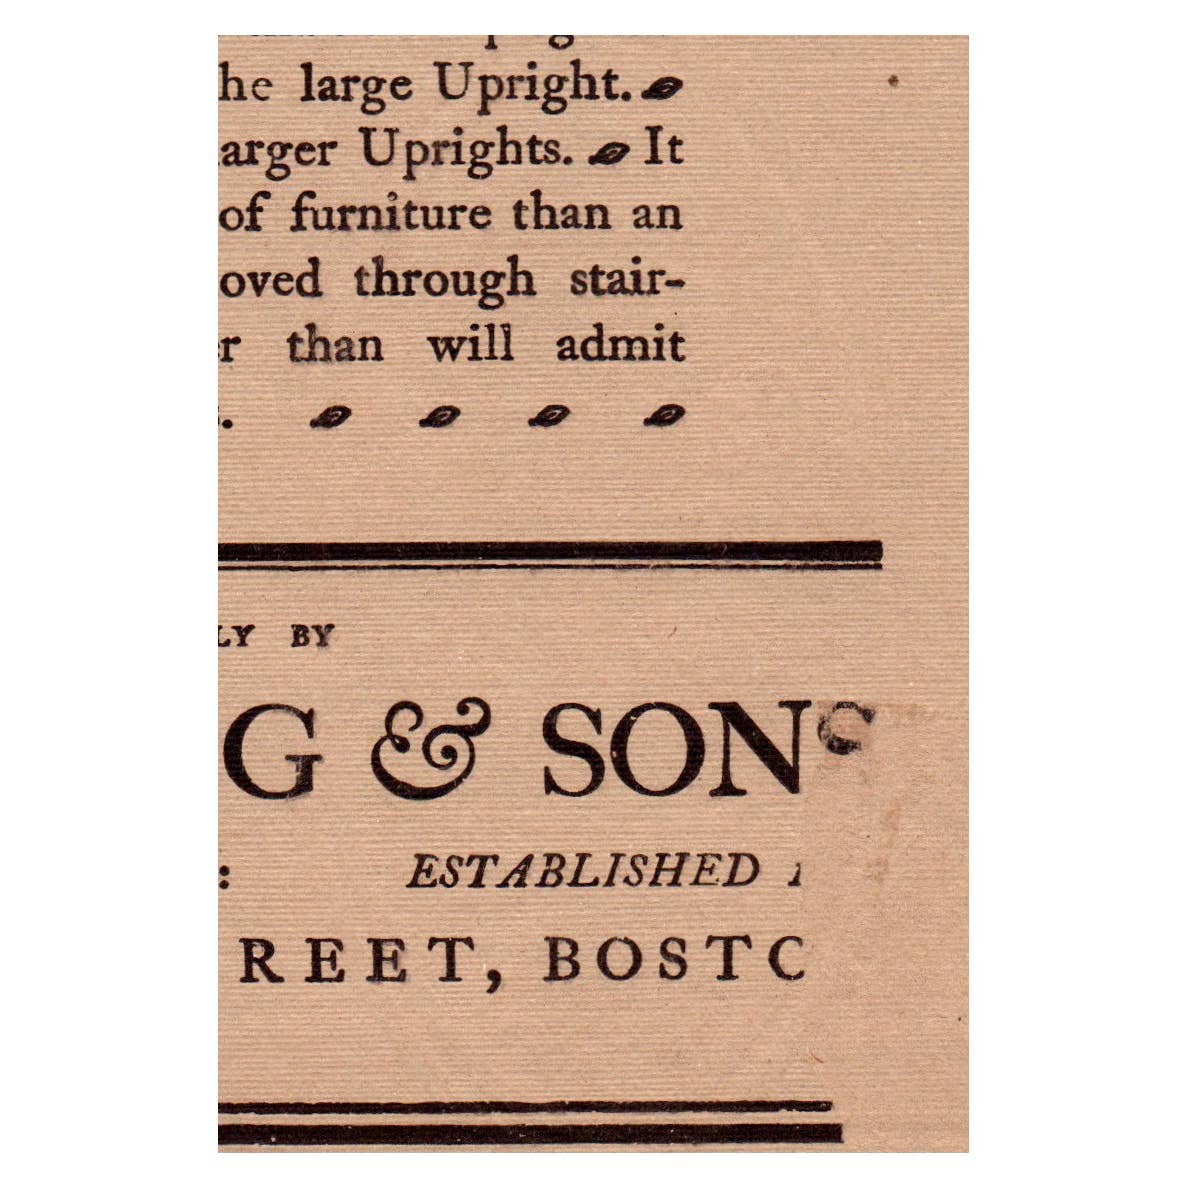 he large Upright.
arger Uprights. It
of furniture than an
oved through stair-
r than will admit
LY BY
G & SONS
: ESTABLISHED
REET, BOSTO